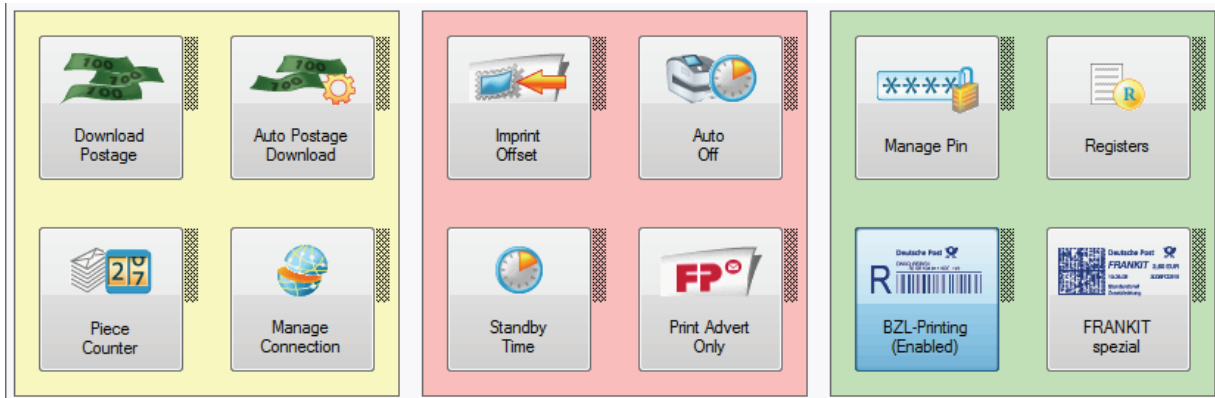 100
100
100
100
Download
Postage
100
100
100
Auto Postage
Download
Imprint
Offset
Auto
Off
****
Manage Pin
R
Registers
27
Piece
Counter
Manage
Connection
Standby
Time
FP
Print Advert
Only
Deutsche Post
R
BZL-Printing
(Enabled)
Deutsche Post
FRANKIT
FRANKIT
spezial